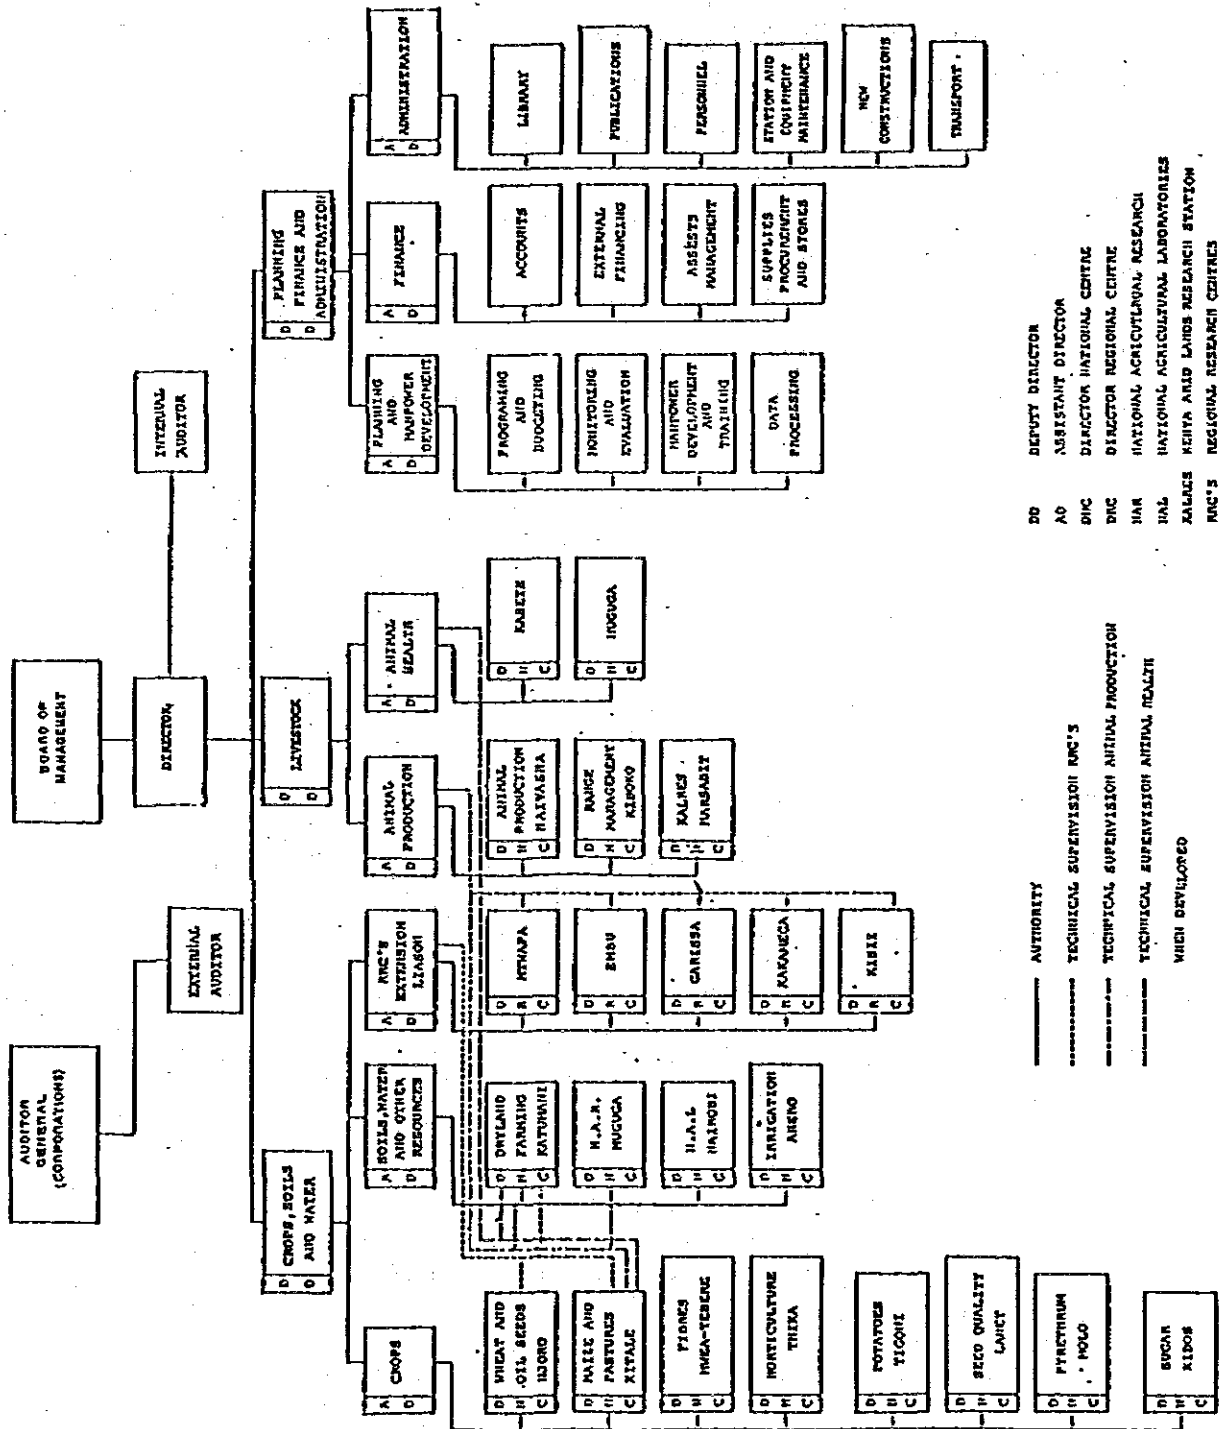 AUDITOR
GENERAL
(CORPORATIONS)
BOARD OF
MANAGEMENT
EXTERNAL
AUDITOR
DIRECTOR
INTERNAL
AUDITOR
D CROPS, SOILS
D AND WATER
D
D LIVESTOCK
D PLANNING
D FINANCE AND
ADMINISTRATION
A
D CROPS
A SOILS, WATER
AND OTHER
D RESOURCES
A RRC'S
EXTENSION
D LIASON
A ANIMAL
D PRODUCTION
A ANIMAL
D HEALTH
A PLANNING
AND
MANPOWER
D DEVELOPMENT
A
D FINANCE
A
D ADMINISTRATION
D WHEAT AND
N OIL SEEDS
C NJORO
D MAIZE AND
N PASTURES
C KITALE
D FIBRES
N MWEA-TEBERE
C
D HORTICULTURE
N THIKA
C
D POTATOES
N TIGONI
C
D SEED QUALITY
N LANET
C
D PYRETHRUM
N MOLO
C
D SUGAR
N KIBOS
C
D DRYLAND
N FARMING
C KATUMANI
D N.A.R.
N MUGUGA
C
D N.A.L
N NAIROBI
C
D IRRIGATION
N AHERO
C
D
R MTWAPA
C
D
R EMBU
C
D
R GARISSA
C
D
R KAKAMEGA
C
D
R KISII
C
D ANIMAL
N PRODUCTION
C NAIVASHA
D RANGE
N MANAGEMENT
C KIBOKO
D KALRES
N MARSABIT
C
D
N KABETE
C
D
N MUGUGA
C
PROGRAMING
AND
BUDGETING
MONITORING
AND
EVALUATION
MANPOWER
DEVELOPMENT
AND
TRAINING
DATA
PROCESSING
ACCOUNTS
EXTERNAL
FINANCING
ASSESTS
MANAGEMENT
SUPPLIES
PROCUREMENT
AND STORES
LIBRARY
PUBLICATIONS
PERSONNEL
STATION AND
EQUIPMENT
MAINTENANCE
NEW
CONSTRUCTIONS
TRANSPORT
AUTHORITY
TECHNICAL SUPERVISION RRC'S
TECHNICAL SUPERVISION ANIMAL PRODUCTION
TECHNICAL SUPERVISION ANIMAL HEALTH
WHEN DEVELOPED
DD DEPUTY DIRECTOR
AD ASSISTANT DIRECTOR
DNC DIRECTOR NATIONAL CENTRE
DRC DIRECTOR REGIONAL CENTRE
NAR NATIONAL AGRICUTLRUAL RESEARCH
NAL NATIONAL AGRICULTURAL LABORATORIES
KALRES KENYA ARID LANDS RESEARCH STATION
RRC'S REGIONAL RESEARCH CENTRES